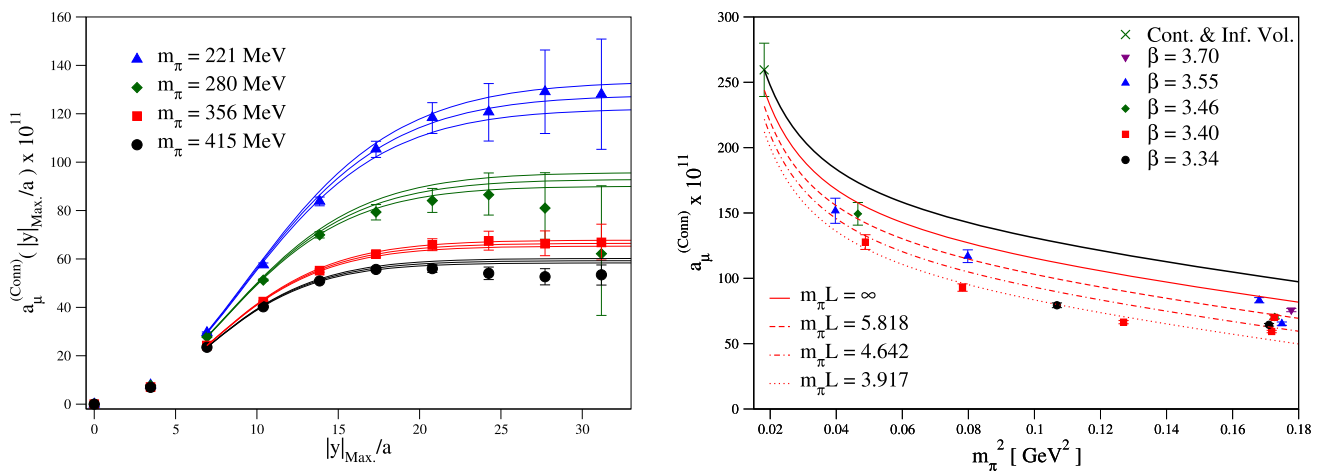 160
140
120
100
80
60
40
20
0
a_μ^(Conn)( |y|_Max./a ) x 10^11
m_π = 221 MeV
m_π = 280 MeV
m_π = 356 MeV
m_π = 415 MeV
0 5 10 15 20 25 30
|y|_Max./a
300
250
200
150
100
50
0
a_μ^(Conn) x 10^11
Cont. & Inf. Vol.
β = 3.70
β = 3.55
β = 3.46
β = 3.40
β = 3.34
m_πL = ∞
m_πL = 5.818
m_πL = 4.642
m_πL = 3.917
0.02 0.04 0.06 0.08 0.1 0.12 0.14 0.16 0.18
m_π^2 [ GeV^2 ]